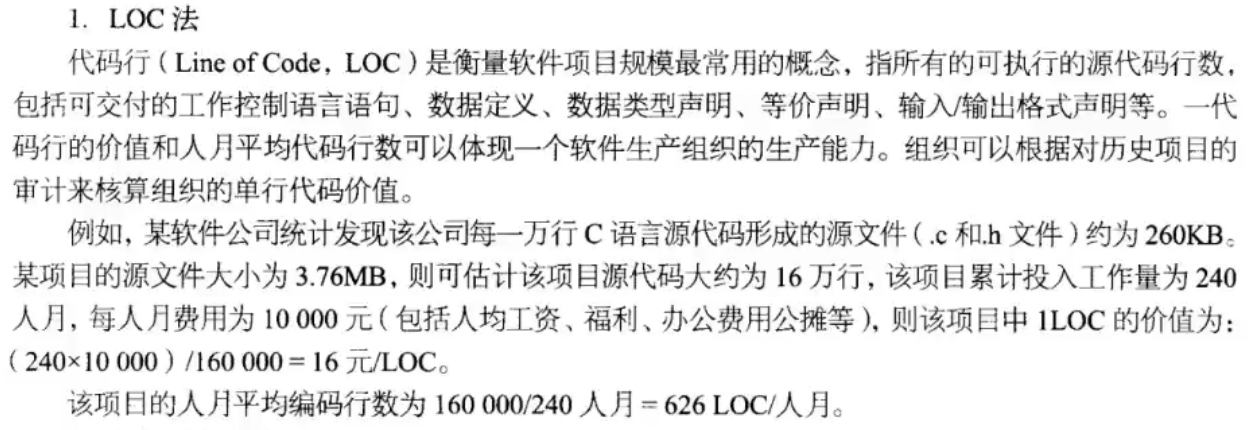 1. LOC 法
代码行（Line of Code，LOC）是衡量软件项目规模最常用的概念，指所有的可执行的源代码行数，
包括可交付的工作控制语言语句、数据定义、数据类型声明、等价声明、输入/输出格式声明等。一代
码行的价值和人月平均代码行数可以体现一个软件生产组织的生产能力。组织可以根据对历史项目的
审计来核算组织的单行代码价值。
例如，某软件公司统计发现该公司每一万行 C 语言源代码形成的源文件（.c 和.h 文件）约为 260KB。
某项目的源文件大小为 3.76MB，则可估计该项目源代码大约为 16 万行，该项目累计投入工作量为 240
人月，每人月费用为 10 000 元（包括人均工资、福利、办公费用公摊等），则该项目中 1LOC 的价值为：
（240×10 000）/160 000 = 16 元/LOC。
该项目的人月平均编码行数为 160 000/240 人月 = 626 LOC/人月。